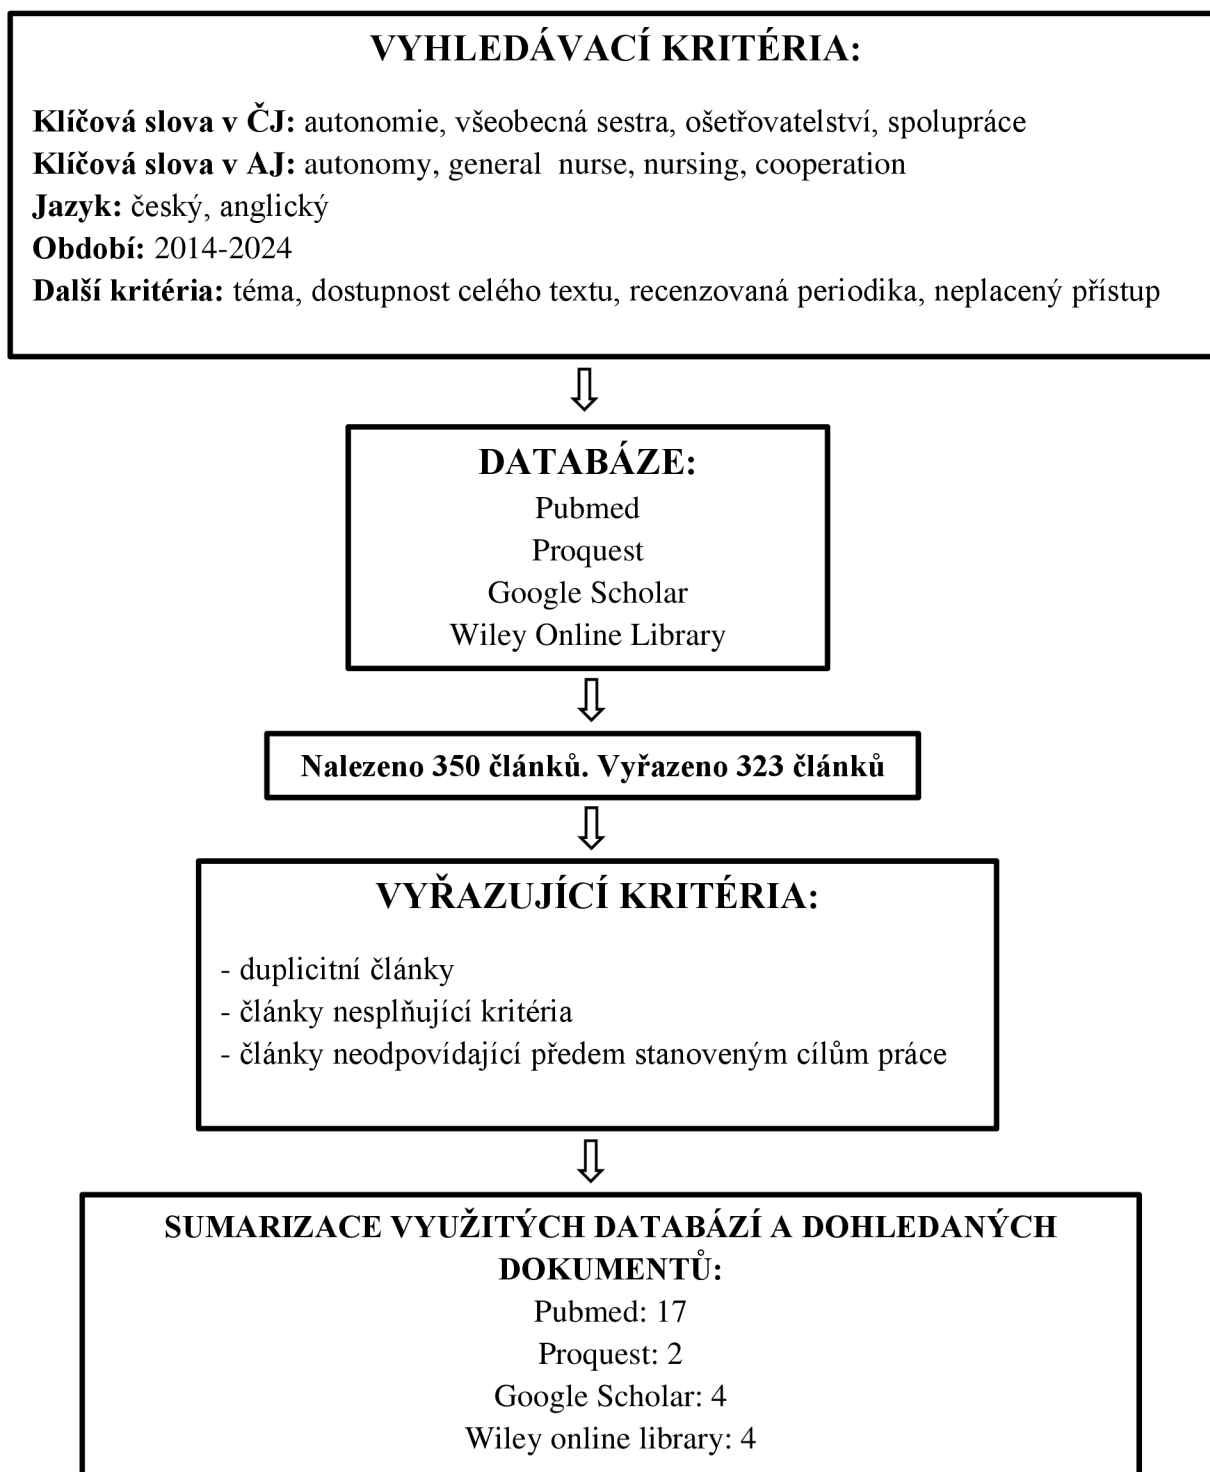 VYHLEDÁVACÍ KRITÉRIA:
Klíčová slova v ČJ: autonomie, všeobecná sestra, ošetřovatelství, spolupráce
Klíčová slova v AJ: autonomy, general  nurse, nursing, cooperation
Jazyk: český, anglický
Období: 2014-2024
Další kritéria: téma, dostupnost celého textu, recenzovaná periodika, neplacený přístup
DATABÁZE:
Pubmed
Proquest
Google Scholar
Wiley Online Library
Nalezeno 350 článků. Vyřazeno 323 článků
VYŘAZUJÍCÍ KRITÉRIA:
- duplicitní články
- články nesplňující kritéria
- články neodpovídající předem stanoveným cílům práce
SUMARIZACE VYUŽITÝCH DATABÁZÍ A DOHLEDANÝCH
DOKUMENTŮ:
Pubmed: 17
Proquest: 2
Google Scholar: 4
Wiley online library: 4